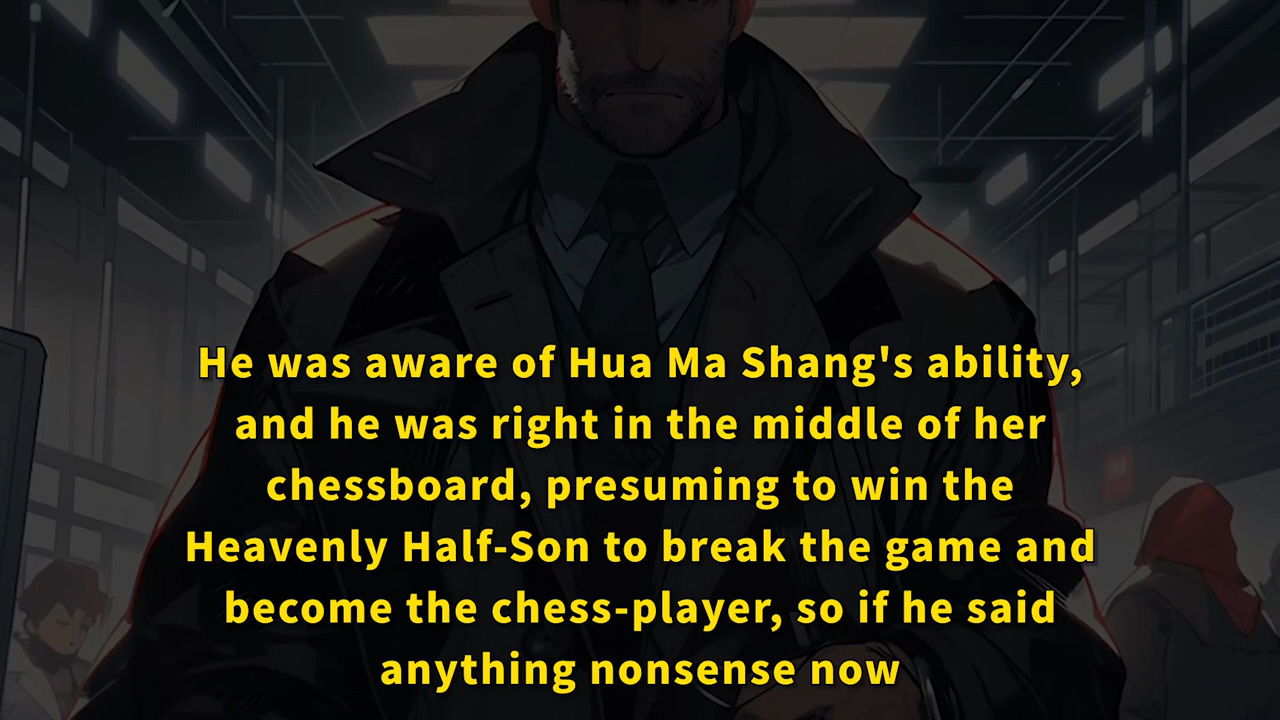 He was aware of Hua Ma Shang's ability,
and he was right in the middle of her
chessboard, presuming to win the
Heavenly Half-Son to break the game and
become the chess-player, so if he said
anything nonsense now